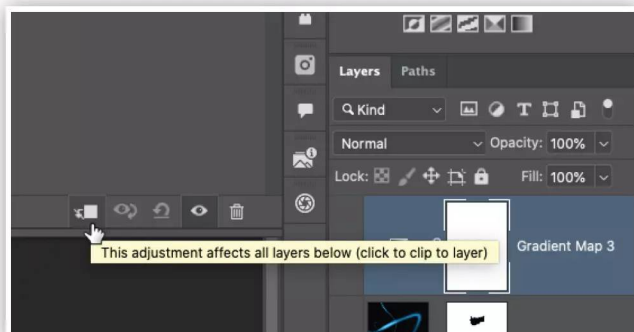 Layers Paths
Kind
Normal Opacity: 100%
Lock: Fill: 100%
This adjustment affects all layers below (click to clip to layer)
Gradient Map 3